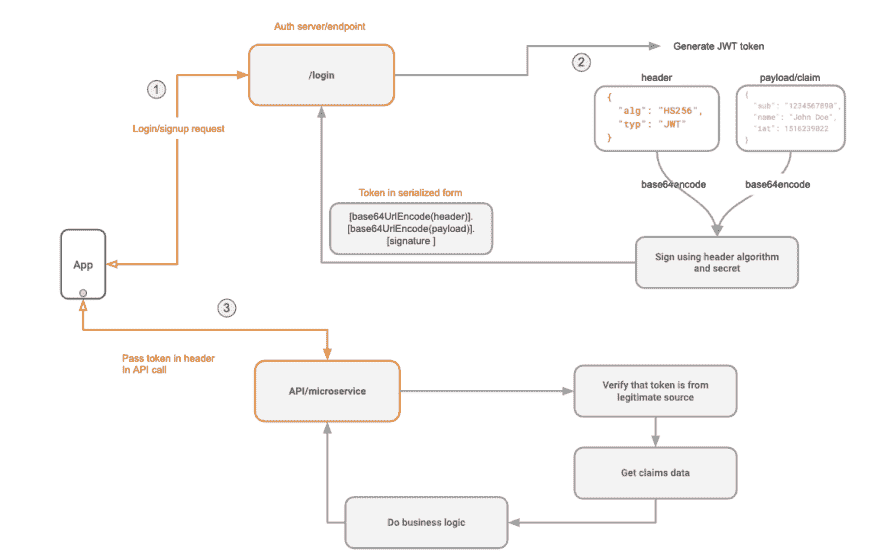 Auth server/endpoint
/login
1
2
Generate JWT token
header
payload/claim
{
"alg": "HS256",
"typ": "JWT"
}
{
"sub": "1234567890",
"name": "John Doe",
"iat": 1516239022
}
Login/signup request
base64encode
base64encode
Token in serialized form
[base64UrlEncode(header)].
[base64UrlEncode(payload)].
[signature ]
Sign using header algorithm
and secret
App
3
Pass token in header
In API call
API/microservice
Verify that token is from
legitimate source
Get claims data
Do business logic